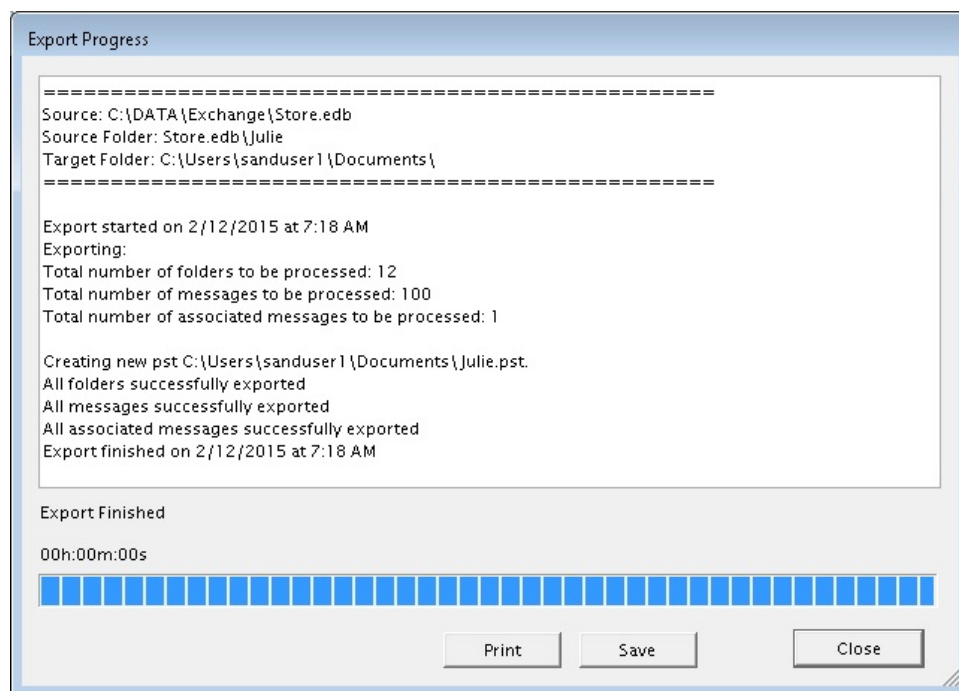 Export Progress
==================================================
Source: C:\DATA\Exchange\Store.edb
Source Folder: Store.edb\Julie
Target Folder: C:\Users\sanduser1\Documents\
==================================================
Export started on 2/12/2015 at 7:18 AM
Exporting:
Total number of folders to be processed: 12
Total number of messages to be processed: 100
Total number of associated messages to be processed: 1
Creating new pst C:\Users\sanduser1\Documents\Julie.pst.
All folders successfully exported
All messages successfully exported
All associated messages successfully exported
Export finished on 2/12/2015 at 7:18 AM
Export Finished
00h:00m:00s
Print Save Close